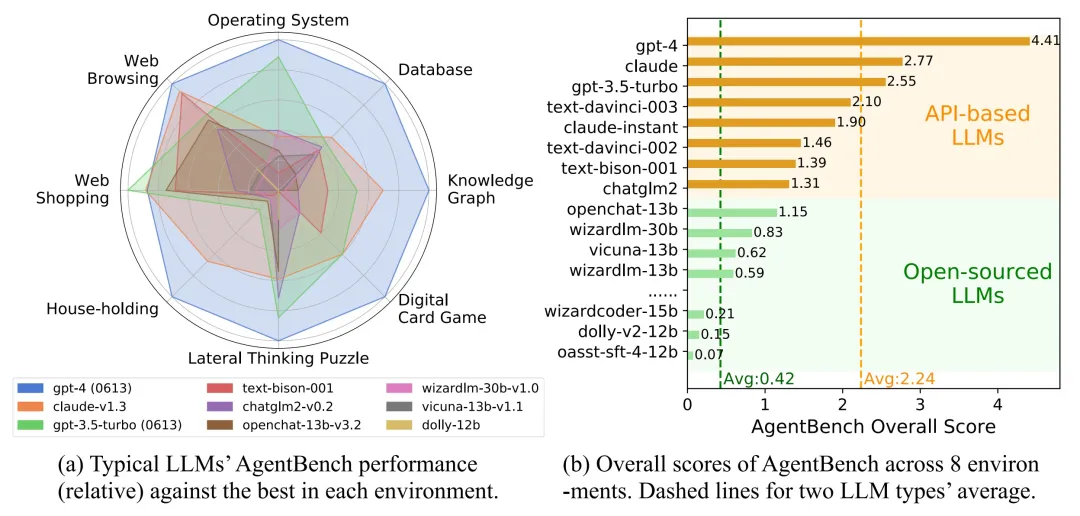 Operating System
Web
Browsing
Database
Web
Shopping
Knowledge
Graph
House-holding
Digital
Card Game
Lateral Thinking Puzzle
gpt-4 (0613)
claude-v1.3
gpt-3.5-turbo (0613)
text-bison-001
chatglm2-v0.2
openchat-13b-v3.2
wizardlm-30b-v1.0
vicuna-13b-v1.1
dolly-12b
(a) Typical LLMs' AgentBench performance
(relative) against the best in each environment.
gpt-4 4.41
claude 2.77
gpt-3.5-turbo 2.55
text-davinci-003 2.10
claude-instant 1.90
text-davinci-002 1.46
text-bison-001 1.39
chatglm2 1.31
API-based
LLMs
openchat-13b 1.15
wizardlm-30b 0.83
vicuna-13b 0.62
wizardlm-13b 0.59
......
wizardcoder-15b 0.21
dolly-v2-12b 0.15
oasst-sft-4-12b 0.07
Open-sourced
LLMs
Avg:0.42 Avg:2.24
0 1 2 3 4
AgentBench Overall Score
(b) Overall scores of AgentBench across 8 environ
-ments. Dashed lines for two LLM types' average.